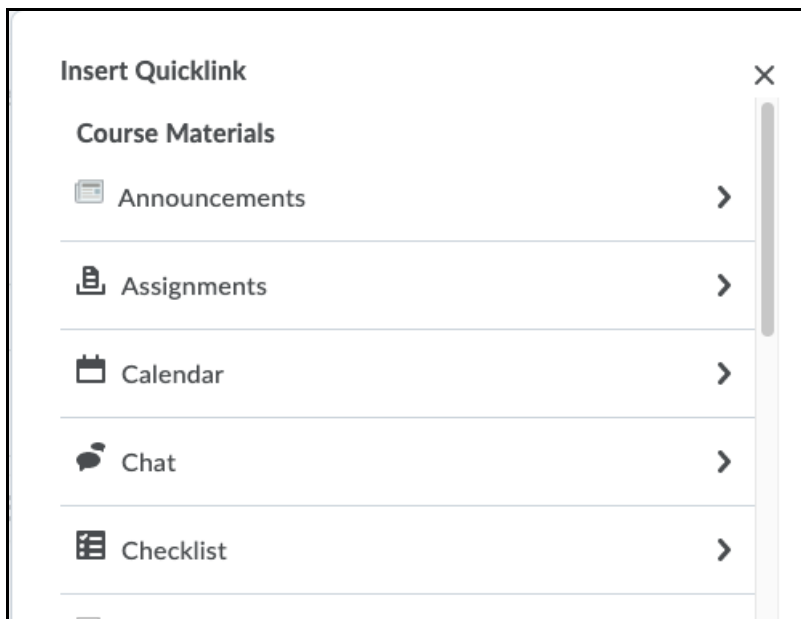 Insert Quicklink
Course Materials
Announcements
Assignments
Calendar
Chat
Checklist